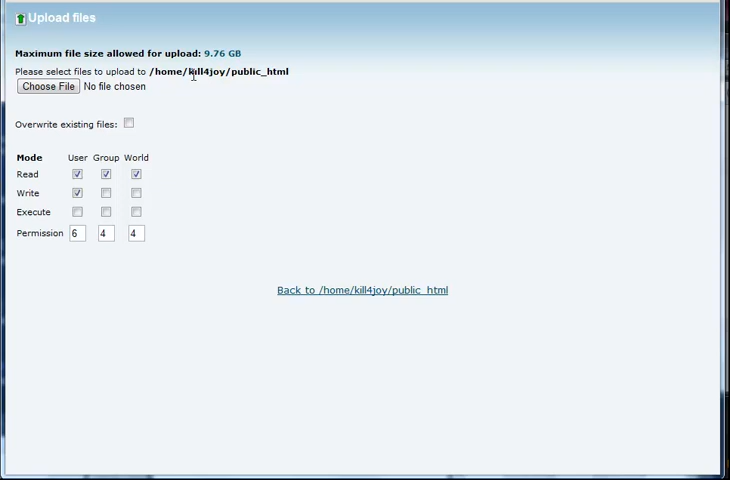 Upload files
Maximum file size allowed for upload: 9.76 GB
Please select files to upload to /home/kill4joy/public_html
Choose File No file chosen
Overwrite existing files:
Mode User Group World
Read
Write
Execute
Permission 6 4 4
Back to /home/kill4joy/public_html